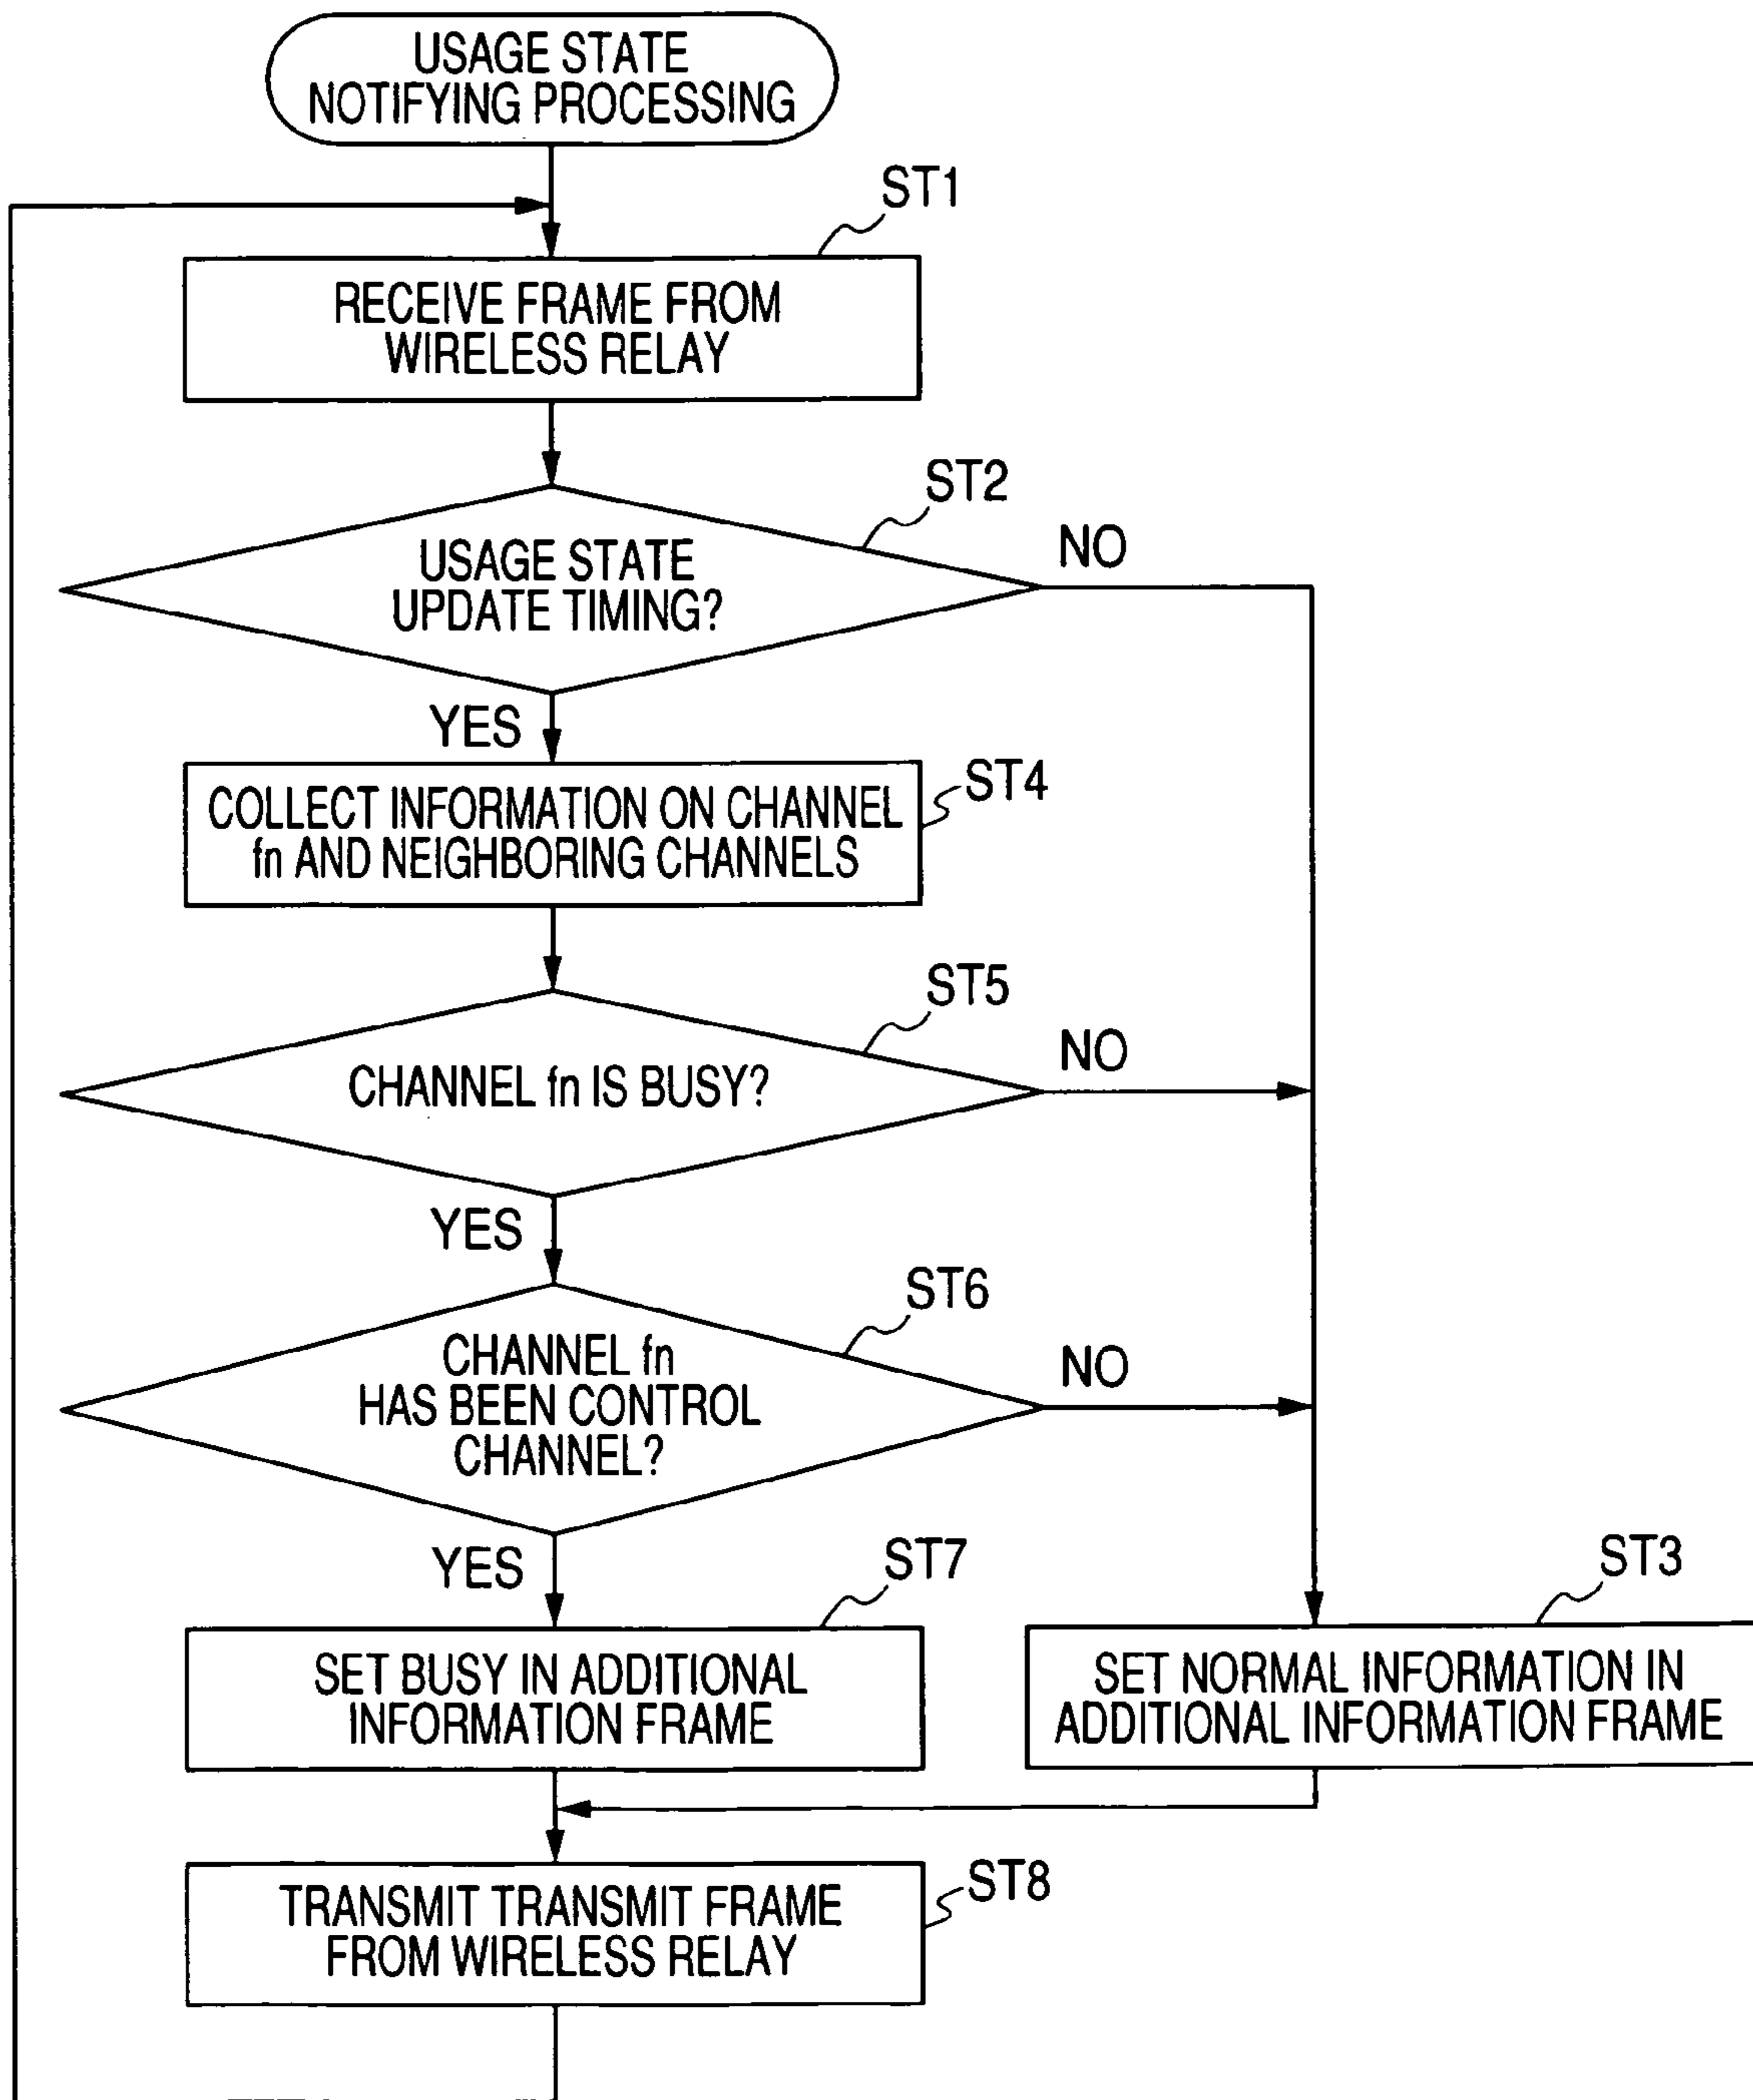 USAGE STATE
NOTIFYING PROCESSING
ST1
RECEIVE FRAME FROM
WIRELESS RELAY
ST2
USAGE STATE
UPDATE TIMING?
NO
YES
ST4
COLLECT INFORMATION ON CHANNEL
fn AND NEIGHBORING CHANNELS
ST5
CHANNEL fn IS BUSY?
NO
YES
ST6
CHANNEL fn
HAS BEEN CONTROL
CHANNEL?
NO
YES
ST7
SET BUSY IN ADDITIONAL
INFORMATION FRAME
ST3
SET NORMAL INFORMATION IN
ADDITIONAL INFORMATION FRAME
ST8
TRANSMIT TRANSMIT FRAME
FROM WIRELESS RELAY